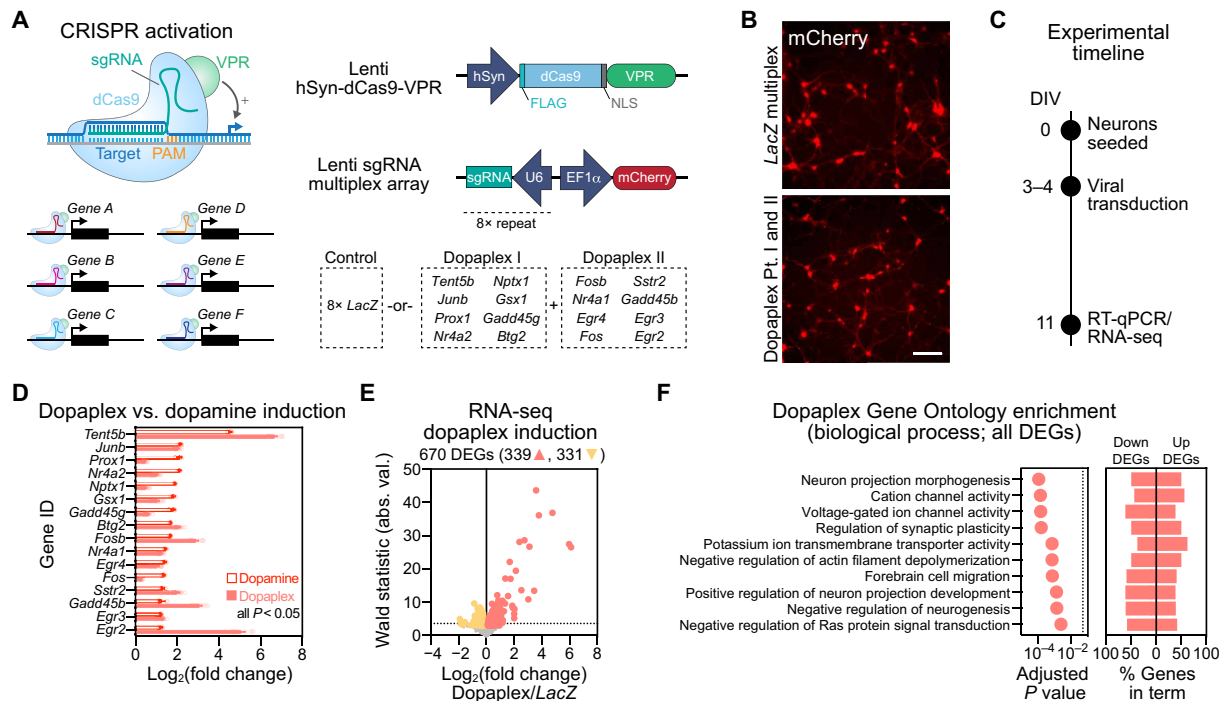 A
CRISPR activation
sgRNA
VPR
dCas9
+
Target
PAM
Gene A
Gene D
Gene B
Gene E
Gene C
Gene F
Lenti
hSyn-dCas9-VPR
hSyn
dCas9
VPR
FLAG
NLS
Lenti sgRNA
multiplex array
sgRNA
U6
EF1α
mCherry
8× repeat
Control
8× LacZ
-or-
Dopaplex I
Tent5b Nptx1
Junb Gsx1
Prox1 Gadd45g
Nr4a2 Btg2
+
Dopaplex II
Fosb Sstr2
Nr4a1 Gadd45b
Egr4 Egr3
Fos Egr2
B
mCherry
LacZ multiplex
Dopaplex Pt. I and II
C
Experimental
timeline
DIV
0
Neurons
seeded
3–4
Viral
transduction
11
RT-qPCR/
RNA-seq
D
Dopaplex vs. dopamine induction
Gene ID
Tent5b
Junb
Prox1
Nr4a2
Nptx1
Gsx1
Gadd45g
Btg2
Fosb
Nr4a1
Egr4
Fos
Sstr2
Gadd45b
Egr3
Egr2
Dopamine
Dopaplex
all P < 0.05
0 2 4 6 8
Log2(fold change)
E
RNA-seq
dopaplex induction
670 DEGs (339 ▲, 331 ▼)
Wald statistic (abs. val.)
50
40
30
20
10
5
0
−4 −2 0 2 4 6 8
Log2(fold change)
Dopaplex/LacZ
F
Dopaplex Gene Ontology enrichment
(biological process; all DEGs)
Down
DEGs
Up
DEGs
Neuron projection morphogenesis
Cation channel activity
Voltage-gated ion channel activity
Regulation of synaptic plasticity
Potassium ion transmembrane transporter activity
Negative regulation of actin filament depolymerization
Forebrain cell migration
Positive regulation of neuron projection development
Negative regulation of neurogenesis
Negative regulation of Ras protein signal transduction
10−4 10−2
Adjusted
P value
100 50 0 50 100
% Genes
in term